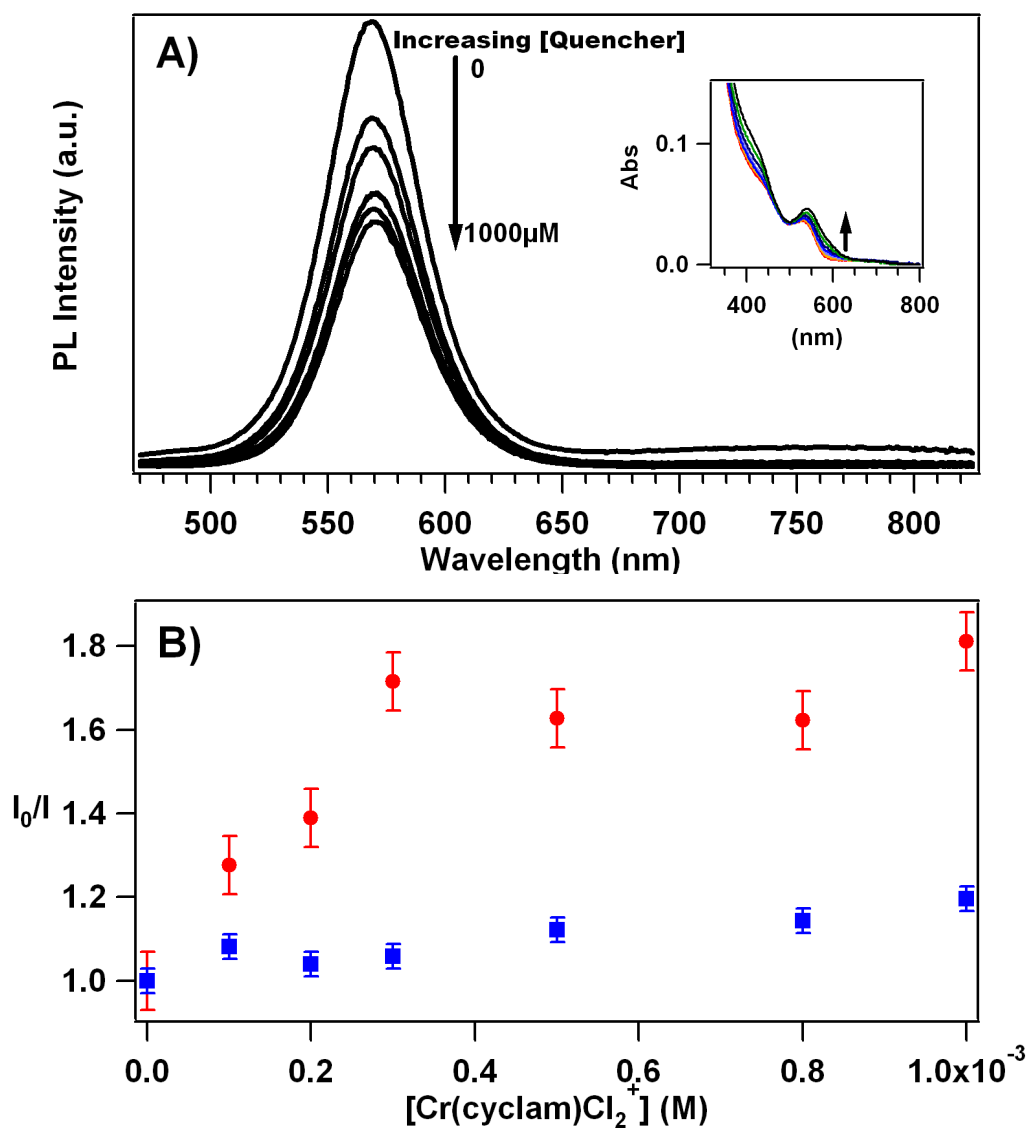 A)
Increasing [Quencher]
0
1000µM
PL Intensity (a.u.)
0.1
0.0
Abs
400 600 800
(nm)
500 550 600 650 700 750 800
Wavelength (nm)
B)
1.8
1.6
1.4
1.2
1.0
I₀/I
0.0 0.2 0.4 0.6 0.8 1.0x10⁻³
[Cr(cyclam)Cl₂⁺] (M)